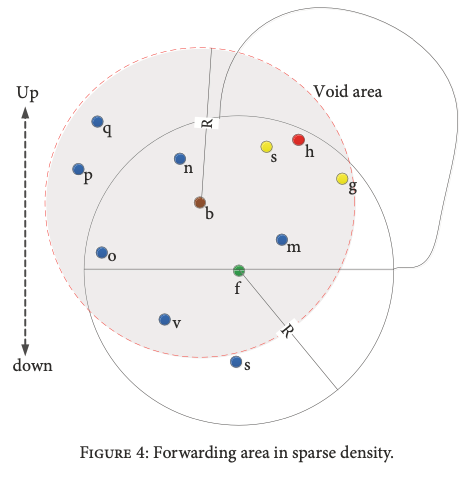 Up
Void area
q
R
s
h
n
p
g
b
m
o
f
v
R
s
down
FIGURE 4: Forwarding area in sparse density.